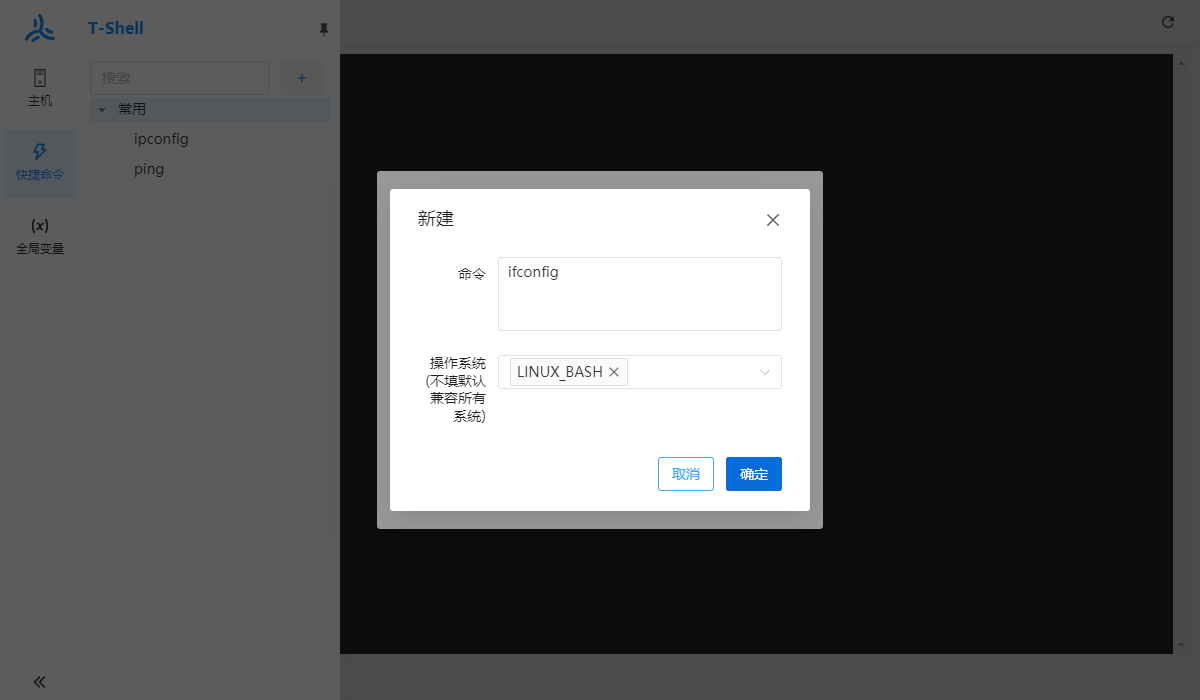 T-Shell
搜索
+
主机
常用
ipconfig
快捷命令
ping
(x)
全局变量
新建
命令
ifconfig
操作系统
(不填默认
兼容所有
系统)
LINUX_BASH
取消
确定